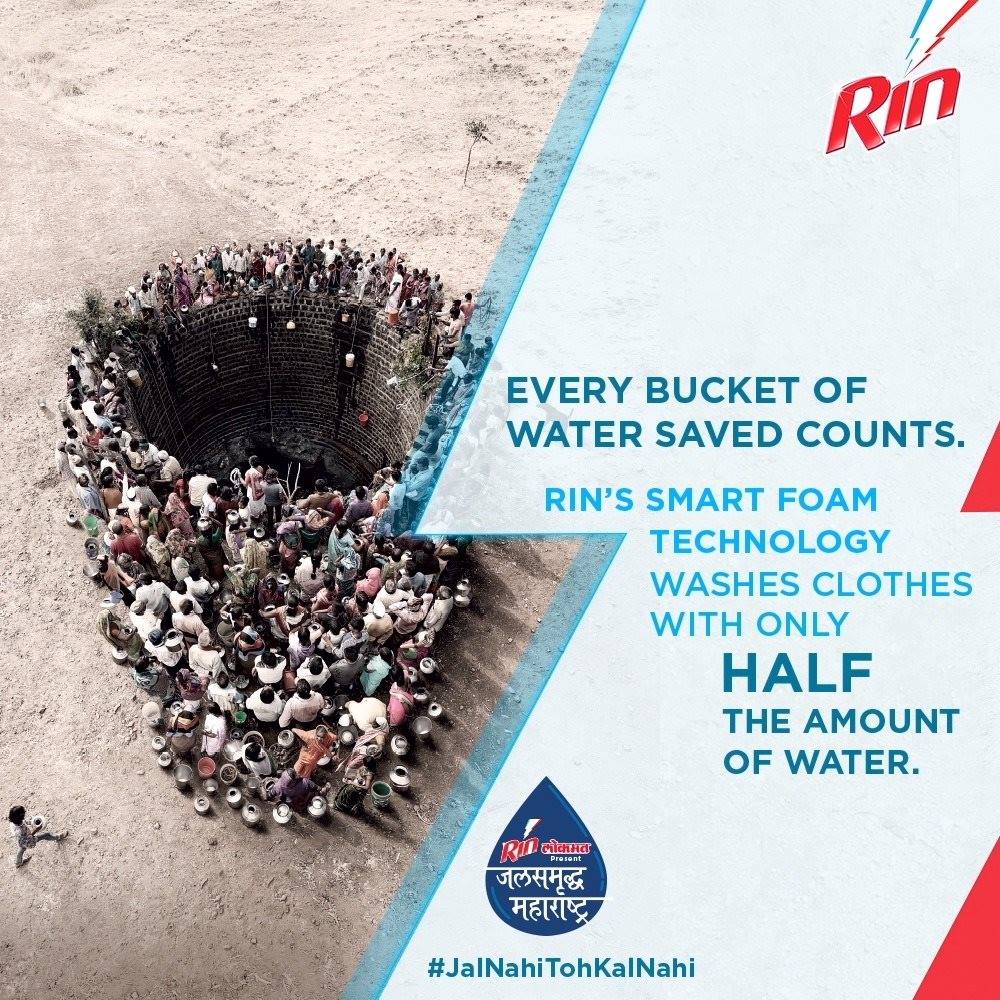 Rin
EVERY BUCKET OF
WATER SAVED COUNTS.
RIN'S SMART FOAM
TECHNOLOGY
WASHES CLOTHES
WITH ONLY
HALF
THE AMOUNT
OF WATER.
Rin लोकमत
Present
जलसमृद्ध
महाराष्ट्र
#JalNahiTohKalNahi